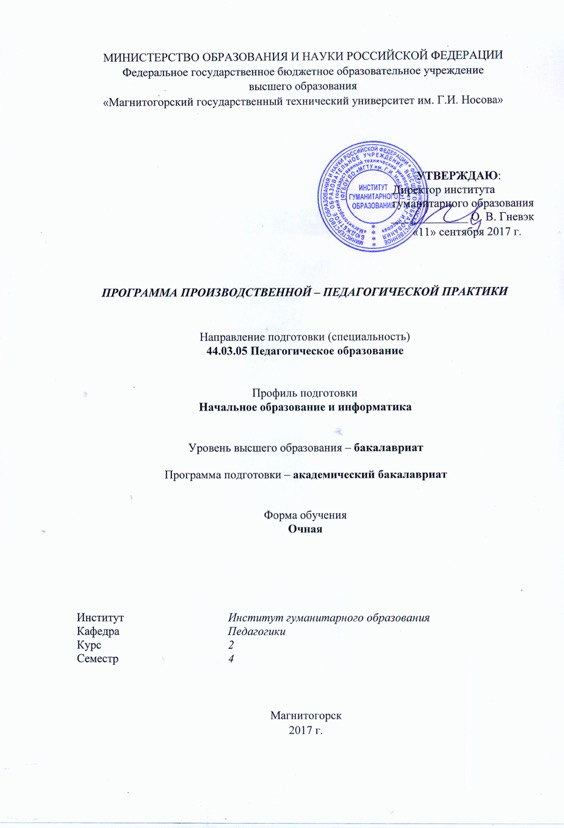 МИНИСТЕРСТВО ОБРАЗОВАНИЯ И НАУКИ РОССИЙСКОЙ ФЕДЕРАЦИИ
Федеральное государственное бюджетное образовательное учреждение
высшего образования
«Магнитогорский государственный технический университет им. Г.И. Носова»
УТВЕРЖДАЮ:
Директор института
гуманитарного образования
О. В. Гневэк
«11» сентября 2017 г.
ИНСТИТУТ
ГУМАНИТАРНОГО
ОБРАЗОВАНИЯ
ПРОГРАММА ПРОИЗВОДСТВЕННОЙ – ПЕДАГОГИЧЕСКОЙ ПРАКТИКИ
Направление подготовки (специальность)
44.03.05 Педагогическое образование
Профиль подготовки
Начальное образование и информатика
Уровень высшего образования – бакалавриат
Программа подготовки – академический бакалавриат
Форма обучения
Очная
Институт Институт гуманитарного образования
Кафедра Педагогики
Курс 2
Семестр 4
Магнитогорск
2017 г.